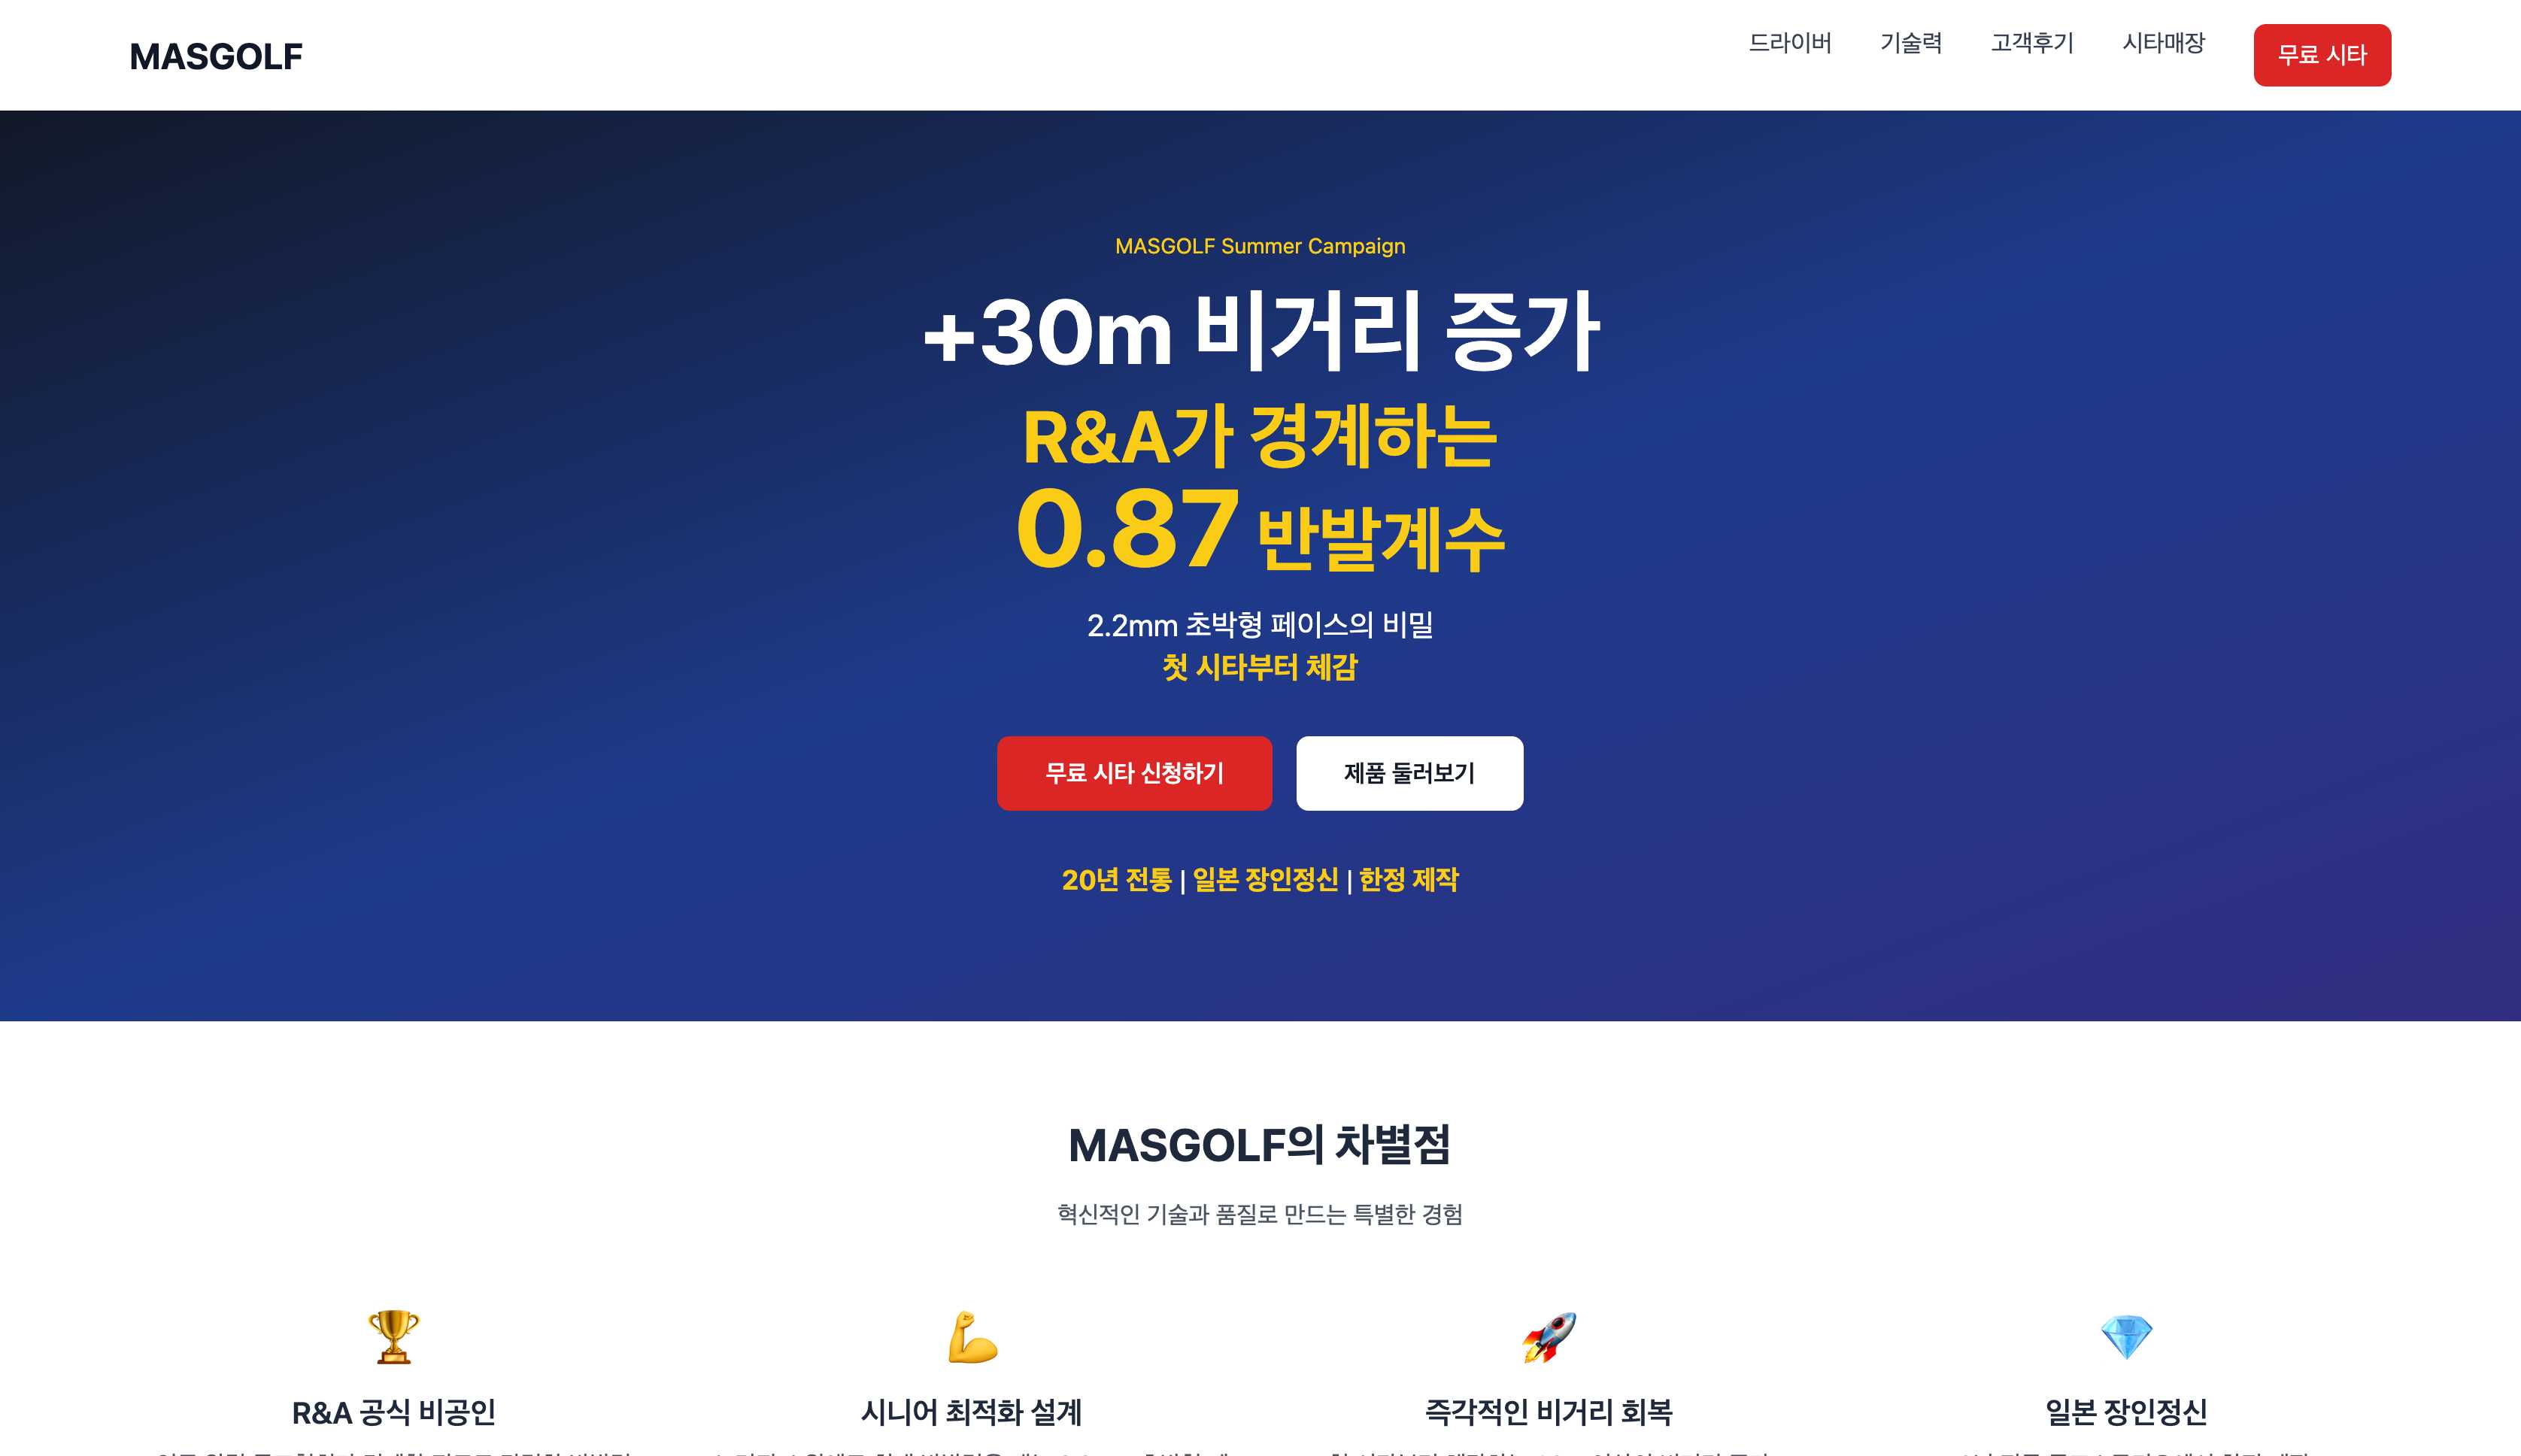 MASGOLF
드라이버 기술력 고객후기 시타매장 무료 시타
MASGOLF Summer Campaign
+30m 비거리 증가
R&A가 경계하는
0.87 반발계수
2.2mm 초박형 페이스의 비밀
첫 시타부터 체감
무료 시타 신청하기 제품 둘러보기
20년 전통 | 일본 장인정신 | 한정 제작
MASGOLF의 차별점
혁신적인 기술과 품질로 만드는 특별한 경험
R&A 공식 비공인 시니어 최적화 설계 즉각적인 비거리 회복 일본 장인정신